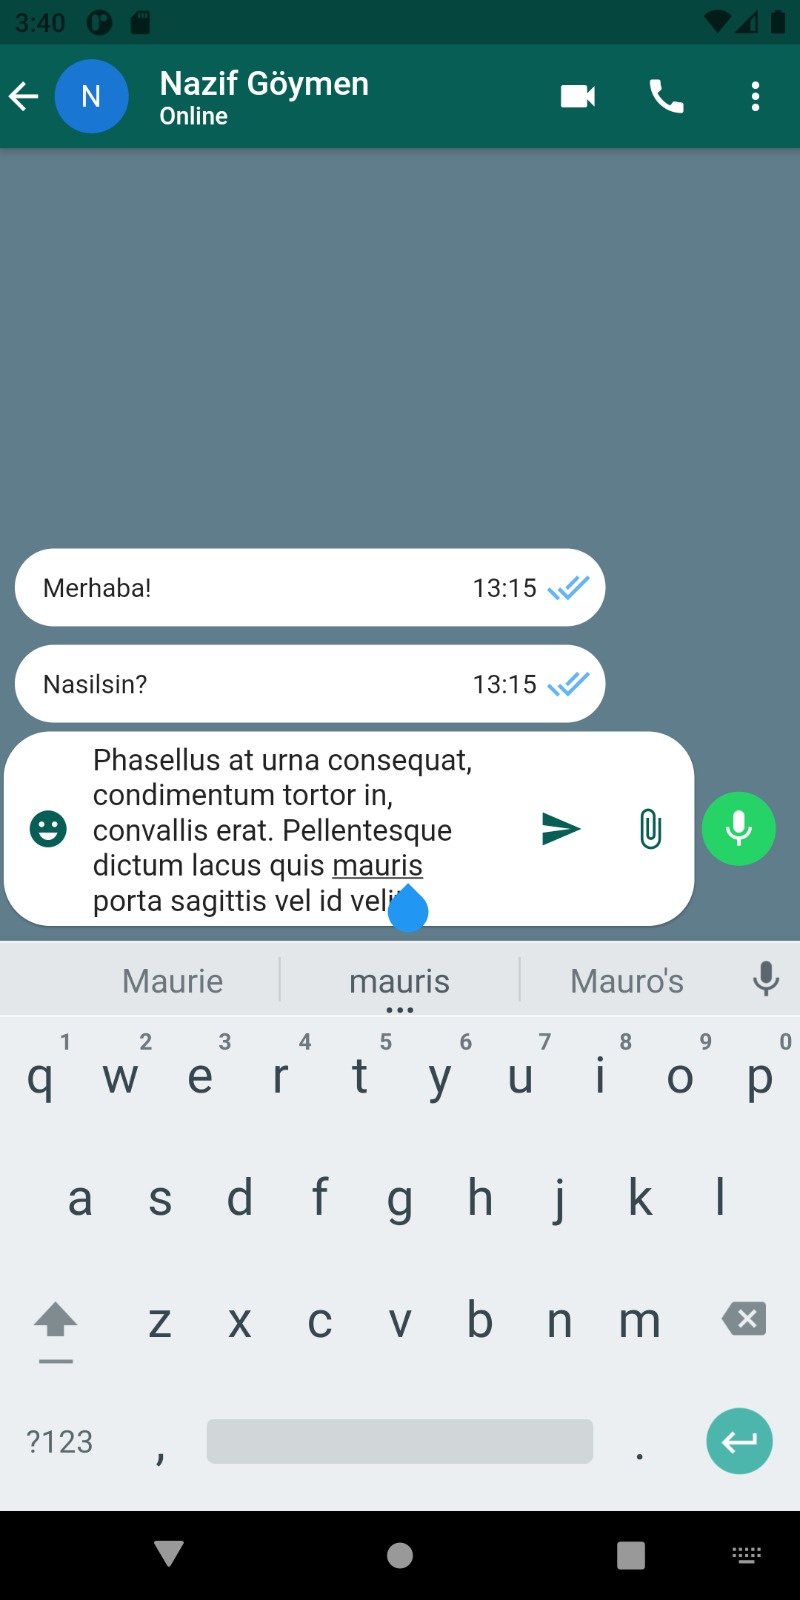 3:40
N
Nazif Göymen
Online
Merhaba!
13:15
Nasilsin?
13:15
Phasellus at urna consequat,
condimentum tortor in,
convallis erat. Pellentesque
dictum lacus quis mauris
porta sagittis vel id velit
Maurie mauris Mauro's
1 2 3 4 5 6 7 8 9 0
q w e r t y u i o p
a s d f g h j k l
z x c v b n m
?123 , .